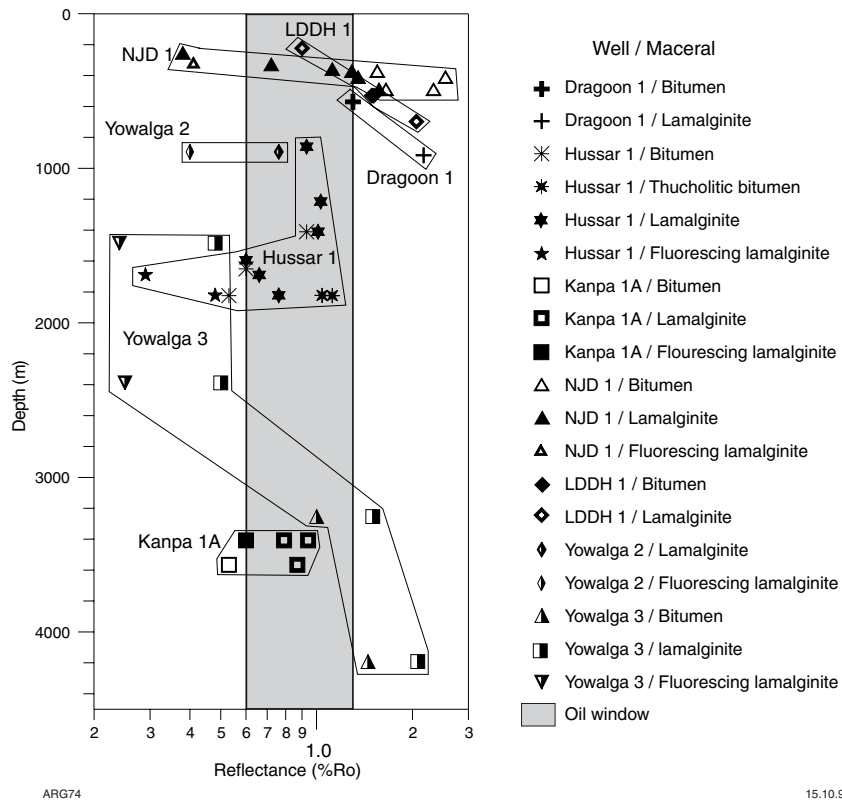 0
1000
2000
3000
4000
Depth (m)
LDDH 1
NJD 1
Yowalga 2
Dragoon 1
Hussar 1
Yowalga 3
Kanpa 1A
2 3 4 5 6 7 8 9 2 3
1.0
Reflectance (%Ro)
Well / Maceral
Dragoon 1 / Bitumen
Dragoon 1 / Lamalginite
Hussar 1 / Bitumen
Hussar 1 / Thucholitic bitumen
Hussar 1 / Lamalginite
Hussar 1 / Fluorescing lamalginite
Kanpa 1A / Bitumen
Kanpa 1A / Lamalginite
Kanpa 1A / Flourescing lamalginite
NJD 1 / Bitumen
NJD 1 / Lamalginite
NJD 1 / Fluorescing lamalginite
LDDH 1 / Bitumen
LDDH 1 / Lamalginite
Yowalga 2 / Lamalginite
Yowalga 2 / Fluorescing lamalginite
Yowalga 3 / Bitumen
Yowalga 3 / lamalginite
Yowalga 3 / Fluorescing lamalginite
Oil window
ARG74